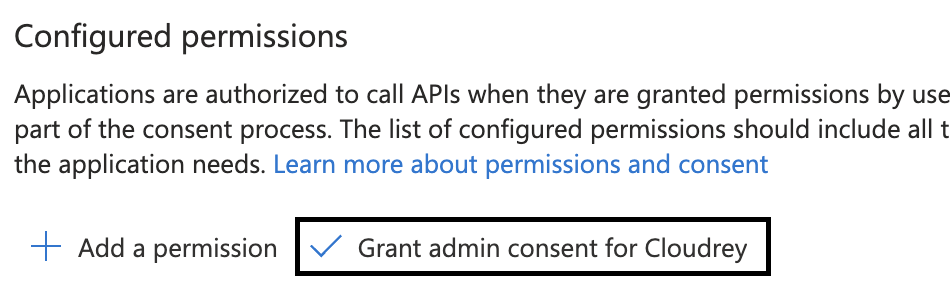 Configured permissions
Applications are authorized to call APIs when they are granted permissions by use
part of the consent process. The list of configured permissions should include all t
the application needs. Learn more about permissions and consent
Add a permission
Grant admin consent for Cloudrey